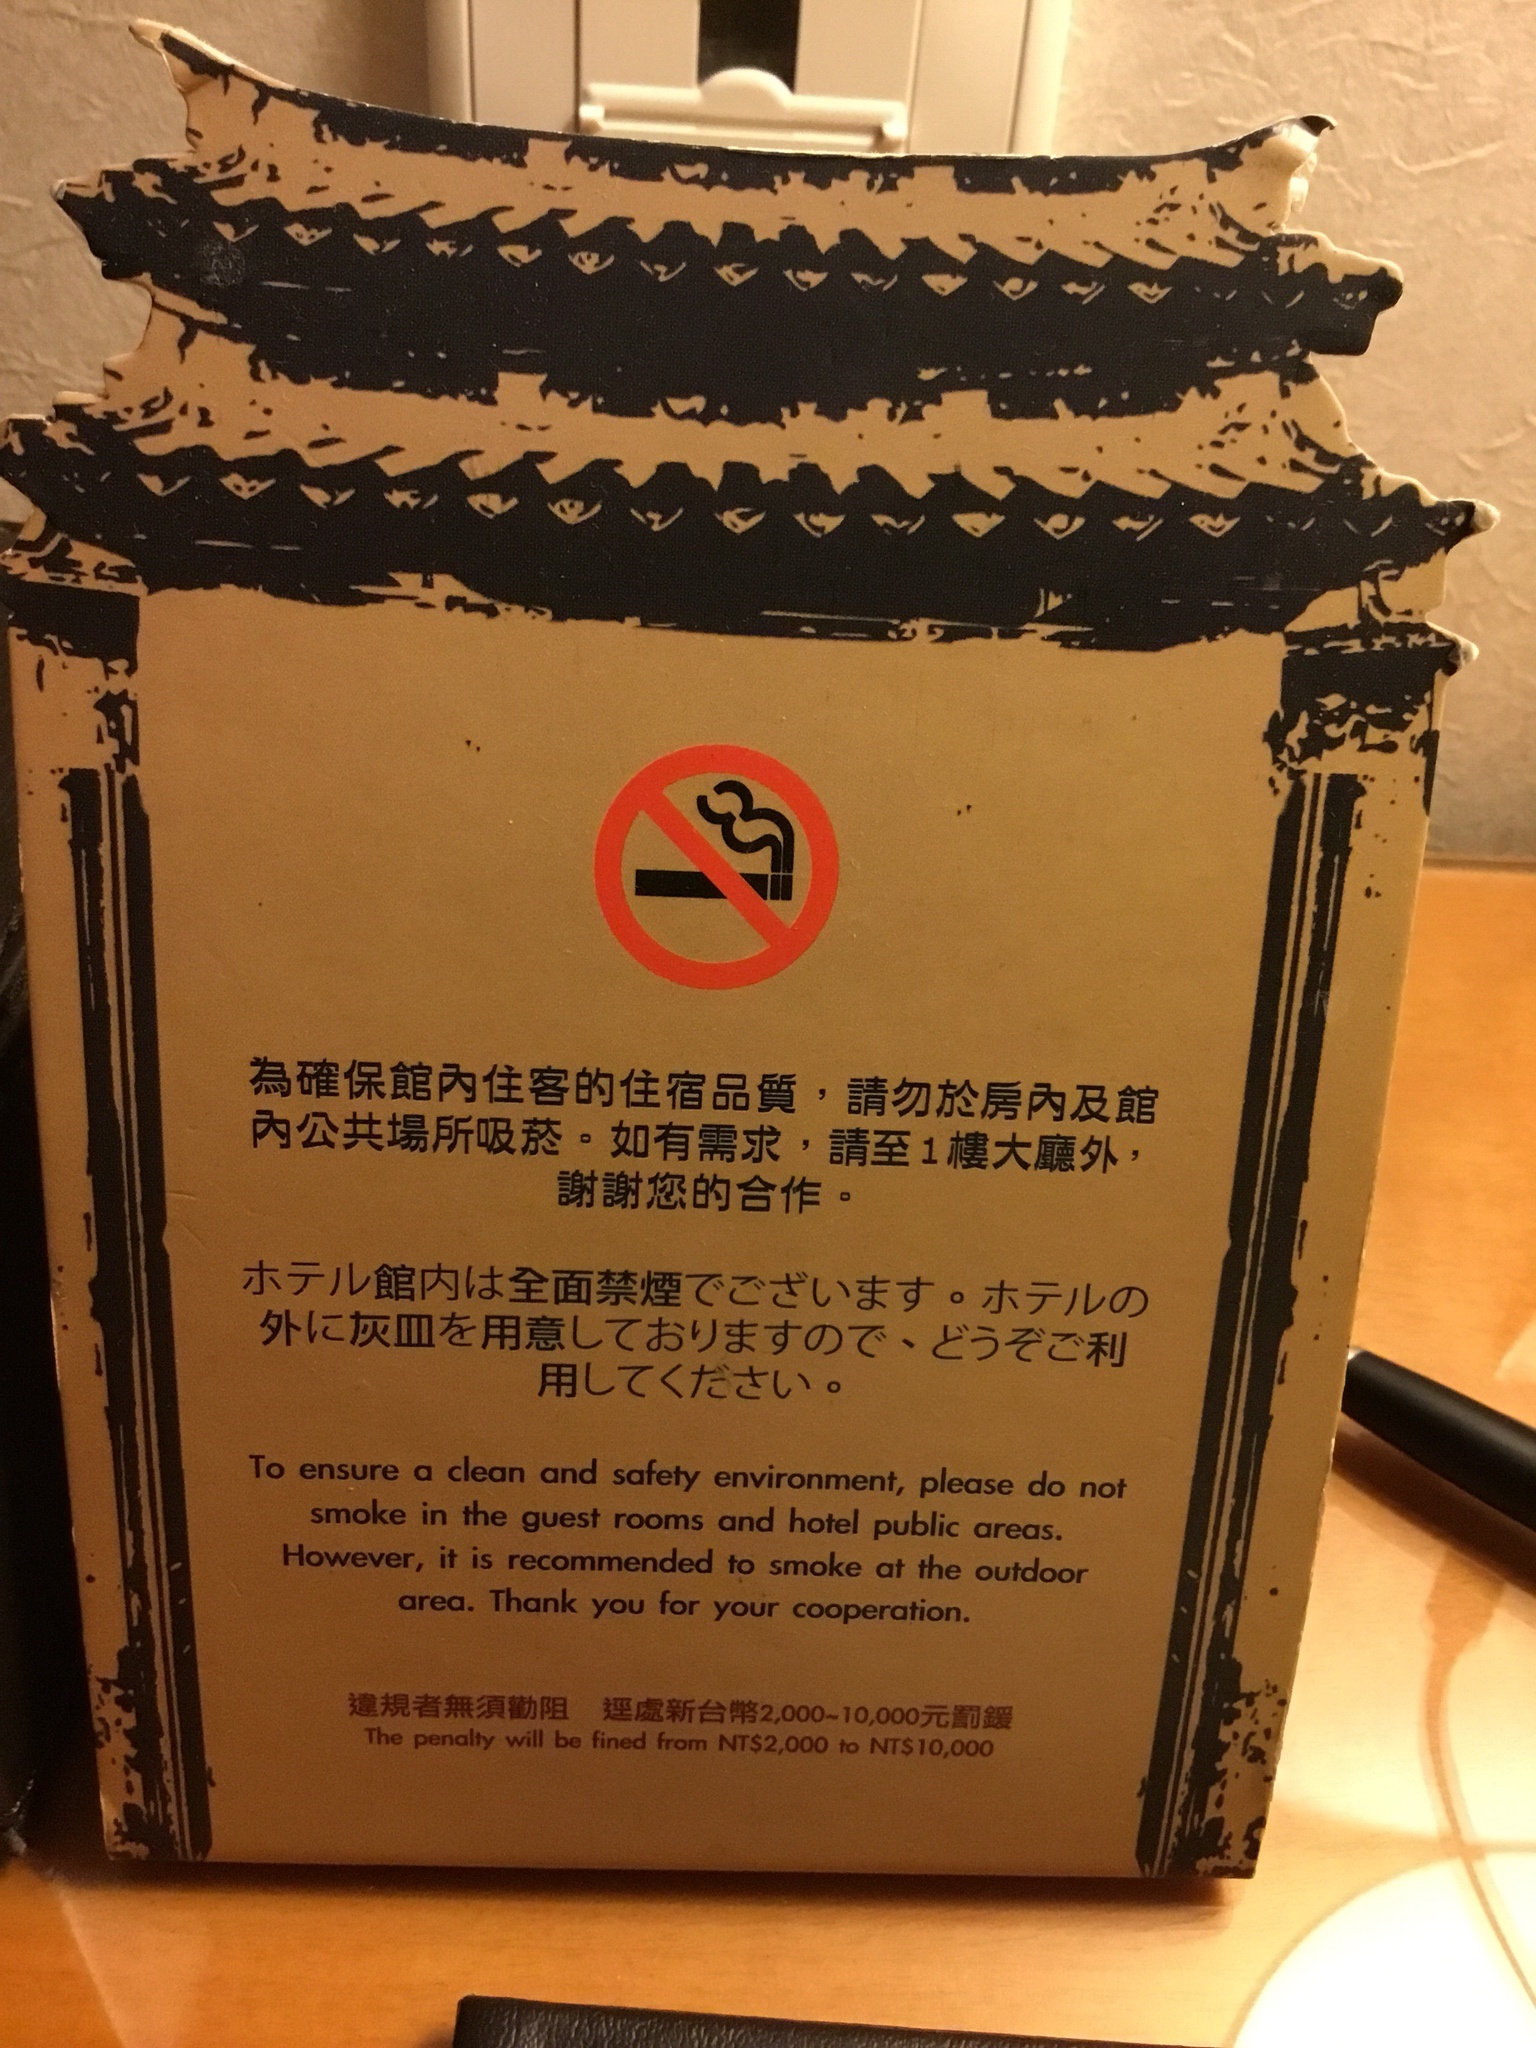 為確保館內住客的住宿品質，請勿於房內及館
內公共場所吸菸。如有需求，請至1樓大廳外，
謝謝您的合作。
ホテル館内は全面禁煙でございます。ホテルの
外に灰皿を用意しておりますので、どうぞご利
用してください。
To ensure a clean and safety environment, please do not
smoke in the guest rooms and hotel public areas.
However, it is recommended to smoke at the outdoor
area. Thank you for your cooperation.
違規者無須勸阻　逕處新台幣2,000~10,000元罰鍰
The penalty will be fined from NT$2,000 to NT$10,000